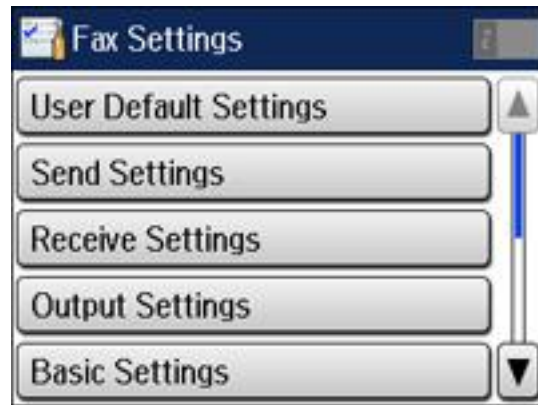 Fax Settings
User Default Settings
Send Settings
Receive Settings
Output Settings
Basic Settings